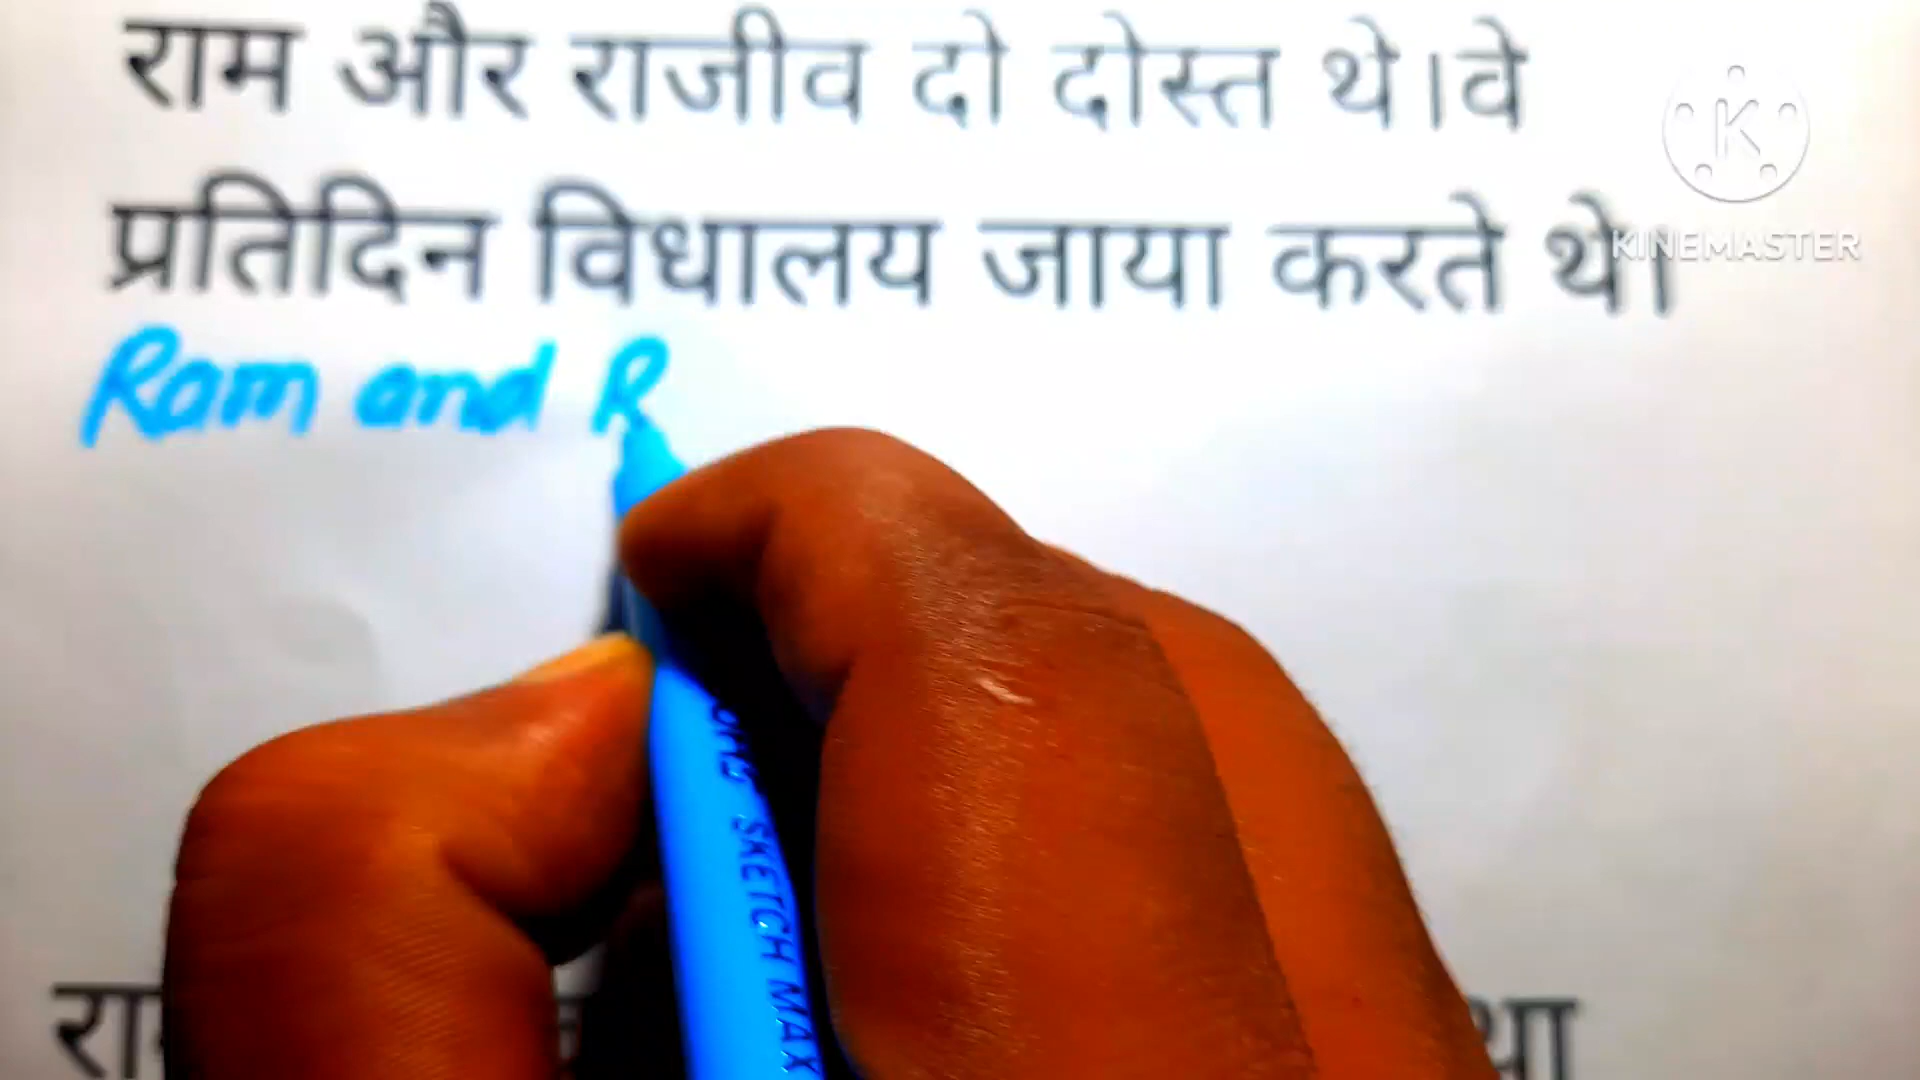 राम और राजीव दो दोस्त थे।वे
प्रतिदिन विधालय जाया करते थे।
Ram and R
K
KINEMASTER
SKETCH MAX